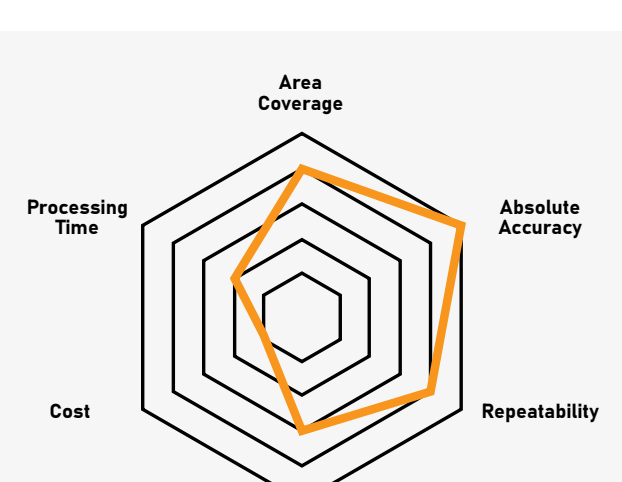 Area
Coverage
Processing
Time
Absolute
Accuracy
Cost
Repeatability